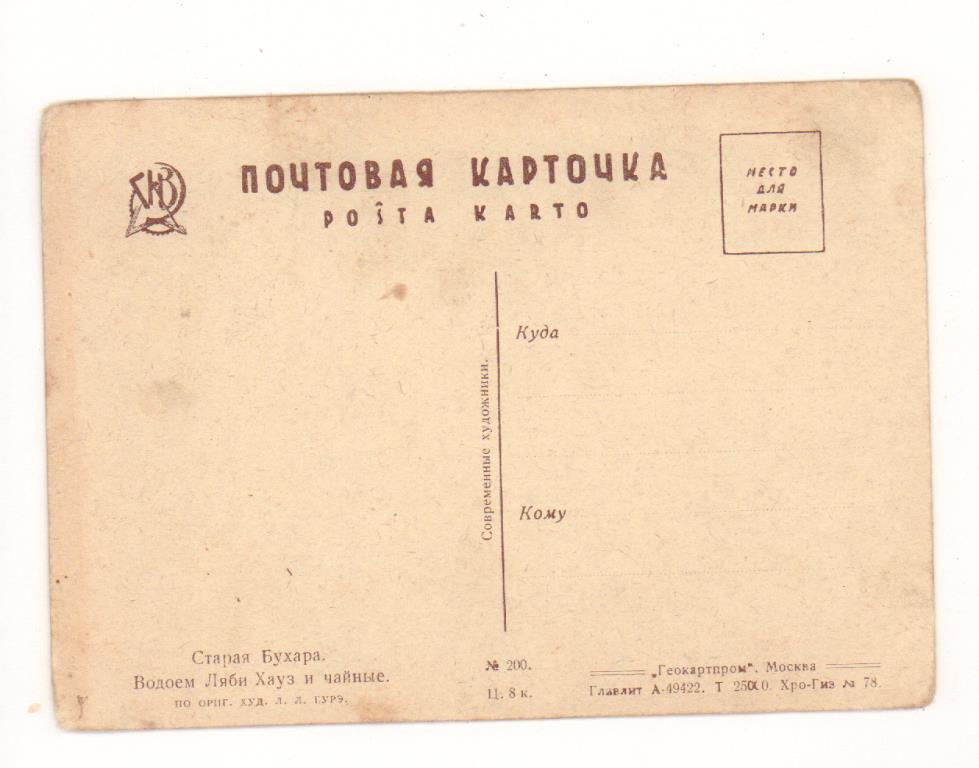 ПОЧТОВАЯ КАРТОЧКА
POŜTA KARTO
МЕСТО
ДЛЯ
МАРКИ
Куда
Современные художники.
Кому
Старая Бухара.
Водоем Ляби Хауз и чайные.
ПО ОРИГ. ХУД. Л. Л. БУРЭ.
№ 200.
Ц. 8 к.
„Геокартпром". Москва
Главлит А-49422. Т 25000. Хро-Гиз № 78.